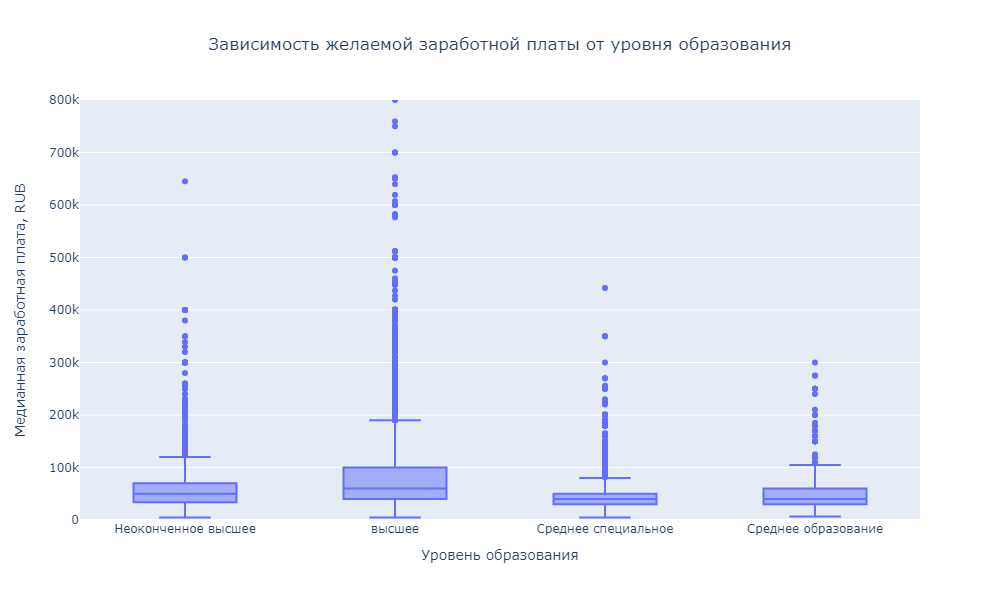 Зависимость желаемой заработной платы от уровня образования
Медианная заработная плата, RUB
800k
700k
600k
500k
400k
300k
200k
100k
0
Неоконченное высшее
высшее
Среднее специальное
Среднее образование
Уровень образования